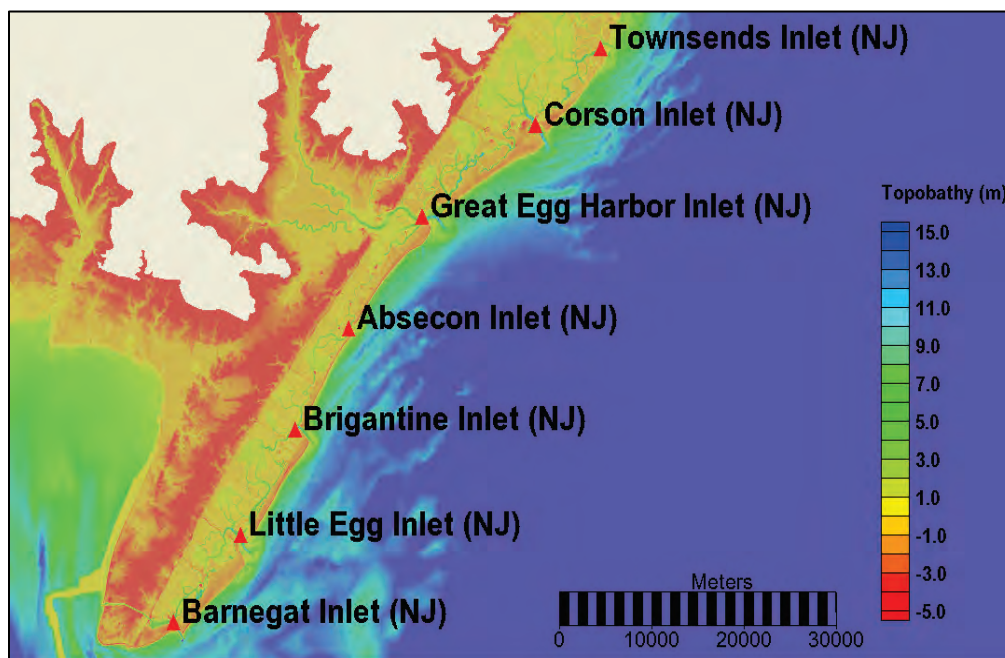 Townsends Inlet (NJ)
Corson Inlet (NJ)
Great Egg Harbor Inlet (NJ)
Absecon Inlet (NJ)
Brigantine Inlet (NJ)
Little Egg Inlet (NJ)
Barnegat Inlet (NJ)
Topobathy (m)
15.0
13.0
11.0
9.0
7.0
5.0
3.0
1.0
-1.0
-3.0
-5.0
Meters
0 10000 20000 30000